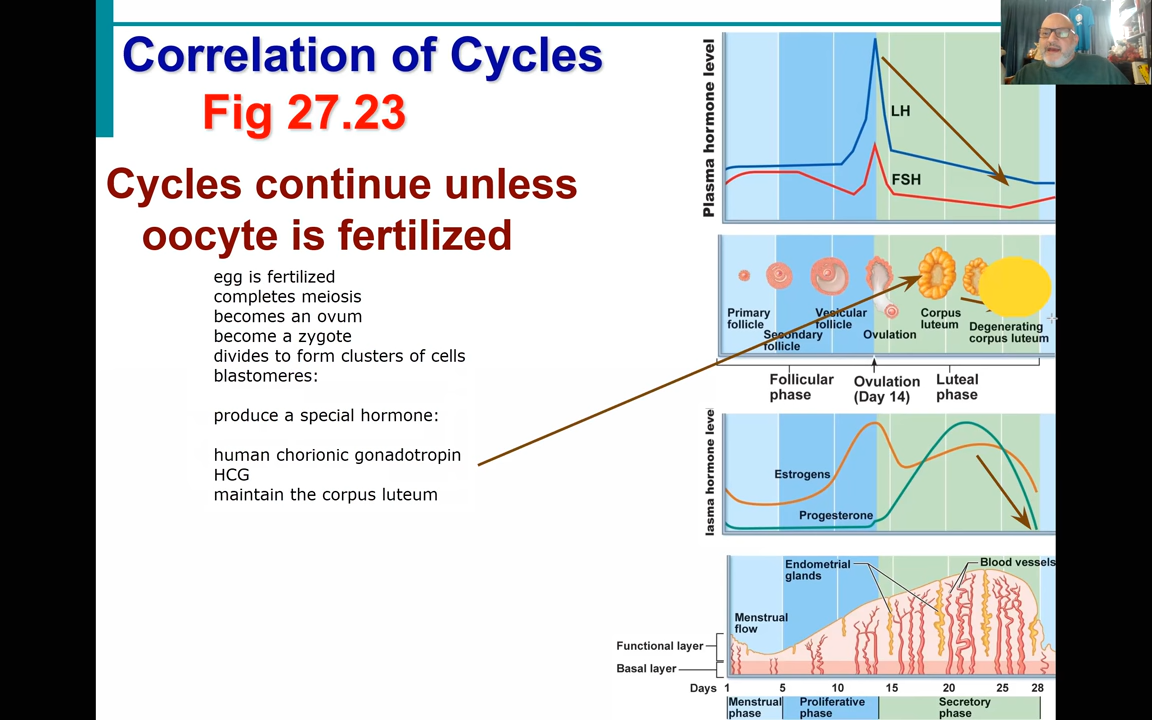 Correlation of Cycles
Fig 27.23
Cycles continue unless
oocyte is fertilized
egg is fertilized
completes meiosis
becomes an ovum
become a zygote
divides to form clusters of cells
blastomeres:
produce a special hormone:
human chorionic gonadotropin
HCG
maintain the corpus luteum
Plasma hormone level
LH
FSH
Primary
follicle
Secondary
follicle
Vesicular
follicle
Ovulation
Corpus
luteum
Degenerating
corpus luteum
Follicular
phase
Ovulation
(Day 14)
Luteal
phase
lasma hormone leve
Estrogens
Progesterone
Endometrial
glands
Blood vessels
Menstrual
flow
Functional layer
Basal layer
Days 1 5 10 15 20 25 28
Menstrual
phase
Proliferative
phase
Secretory
phase